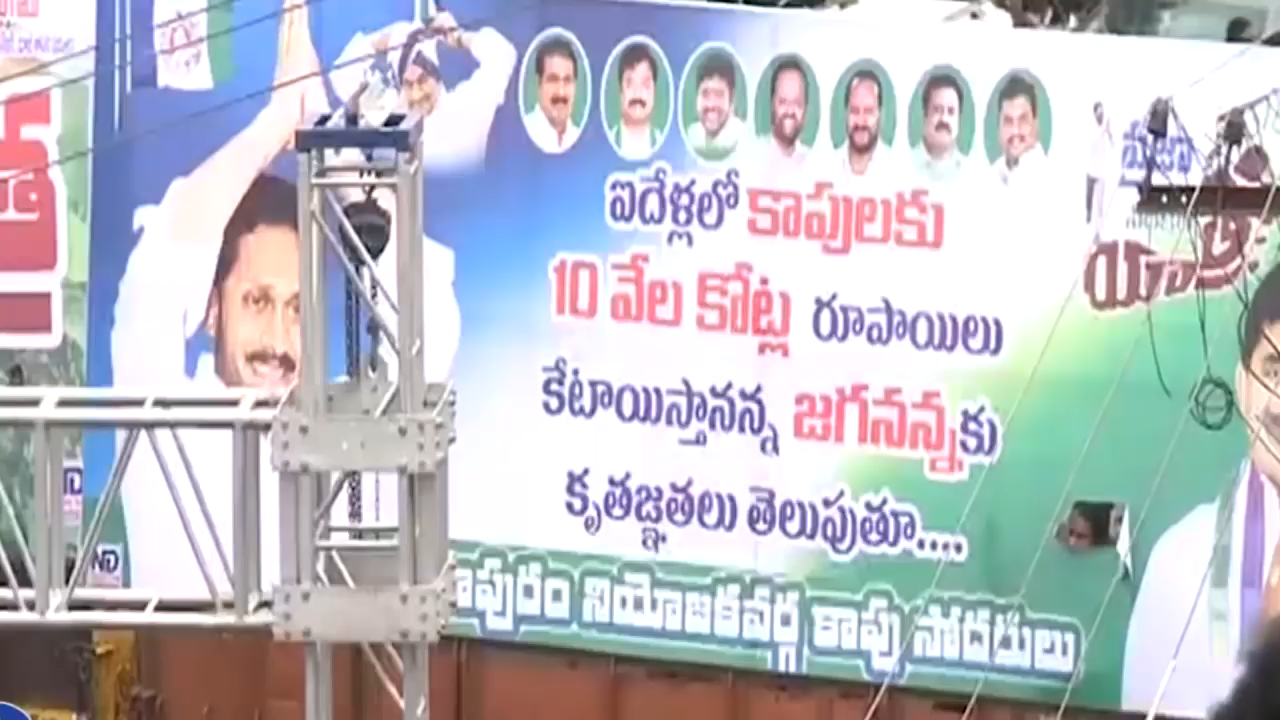 ఐదేళ్లలో కాపులకు
10 వేల కోట్ల రూపాయిలు
కేటాయిస్తానన్న జగనన్నకు
కృతజ్ఞతలు తెలుపుతూ....
నియోజకవర్గ కాపు సోదరులు